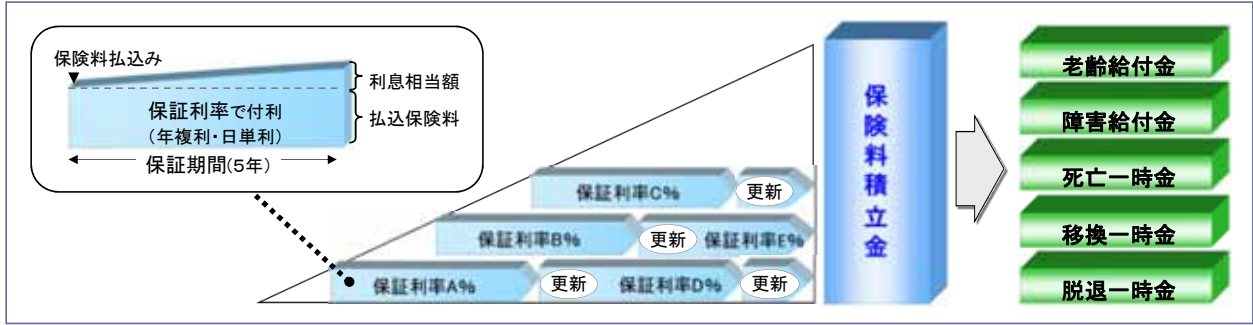 保険料払込み
利息相当額
保証利率で付利
(年複利・日単利)
払込保険料
保証期間(5年)
保証利率C%
更新
保証利率B%
更新
保証利率E%
保証利率A%
更新
保証利率D%
更新
保険料積立金
老齢給付金
障害給付金
死亡一時金
移換一時金
脱退一時金